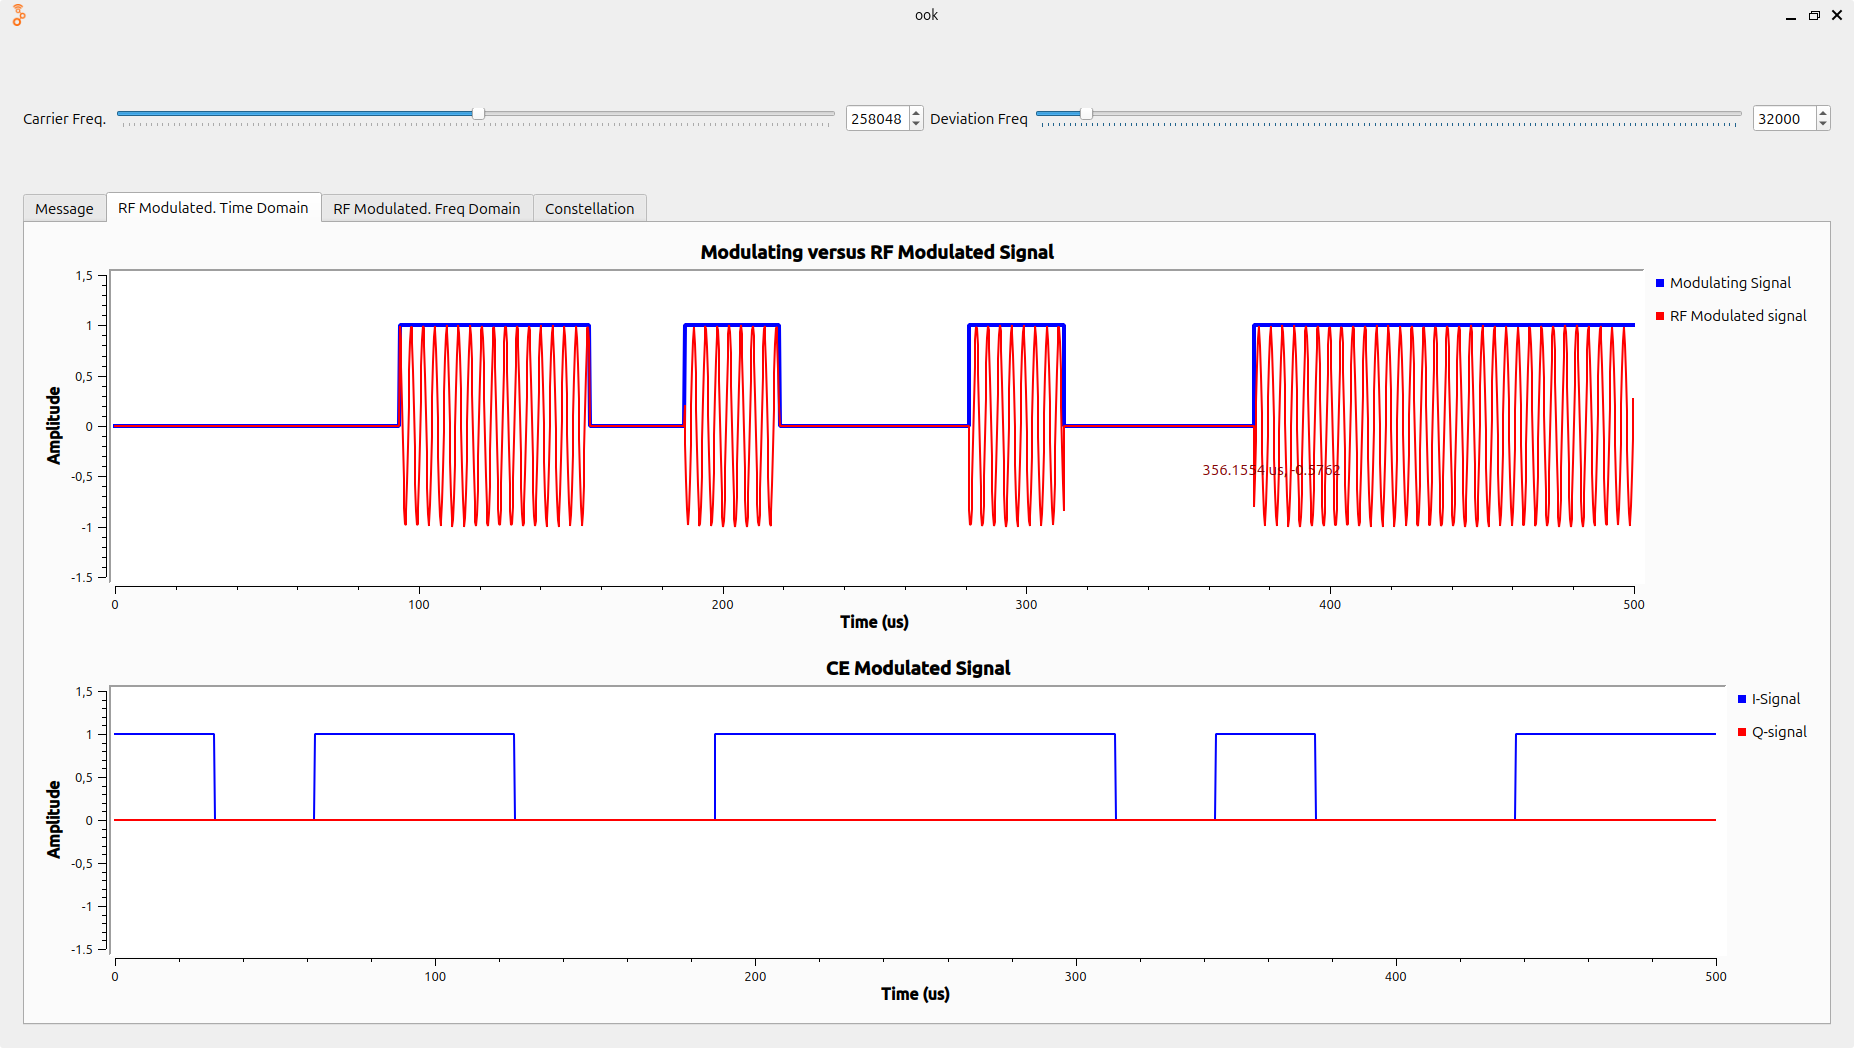 ook
Carrier Freq. 258048 Deviation Freq 32000
Message RF Modulated. Time Domain RF Modulated. Freq Domain Constellation
Modulating versus RF Modulated Signal
1,5
1
0,5
0
-0,5
-1
-1.5
Amplitude
Modulating Signal
RF Modulated signal
356.1554 us, -0.5762
0 100 200 300 400 500
Time (us)
CE Modulated Signal
1,5
1
0,5
0
-0,5
-1
-1.5
Amplitude
I-Signal
Q-signal
0 100 200 300 400 500
Time (us)